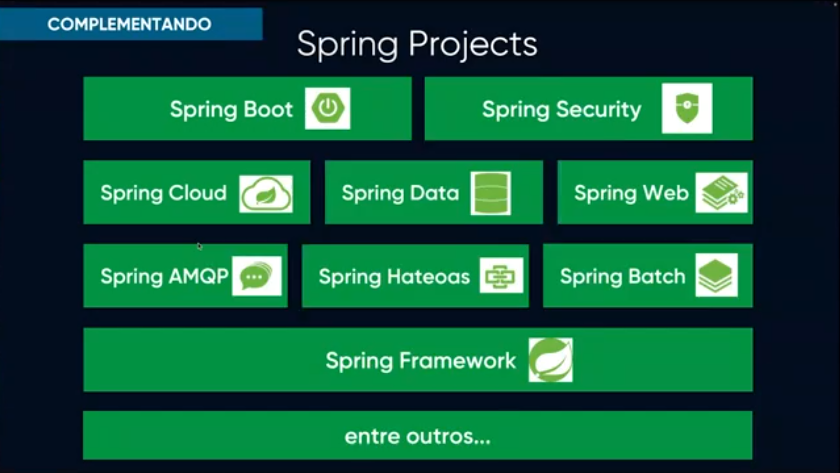 COMPLEMENTANDO
Spring Projects
Spring Boot
Spring Security
Spring Cloud
Spring Data
Spring Web
Spring AMQP
Spring Hateoas
Spring Batch
Spring Framework
entre outros...